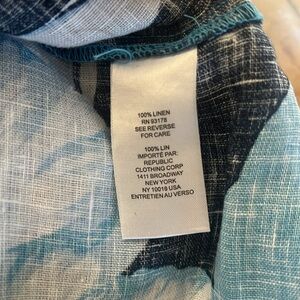 100% LINEN
RN 93178
SEE REVERSE
FOR CARE
100% LIN
IMPORTÉ PAR:
REPUBLIC
CLOTHING CORP
1411 BROADWAY
NEW YORK
NY 10018 USA
ENTRETIEN AU VERSO